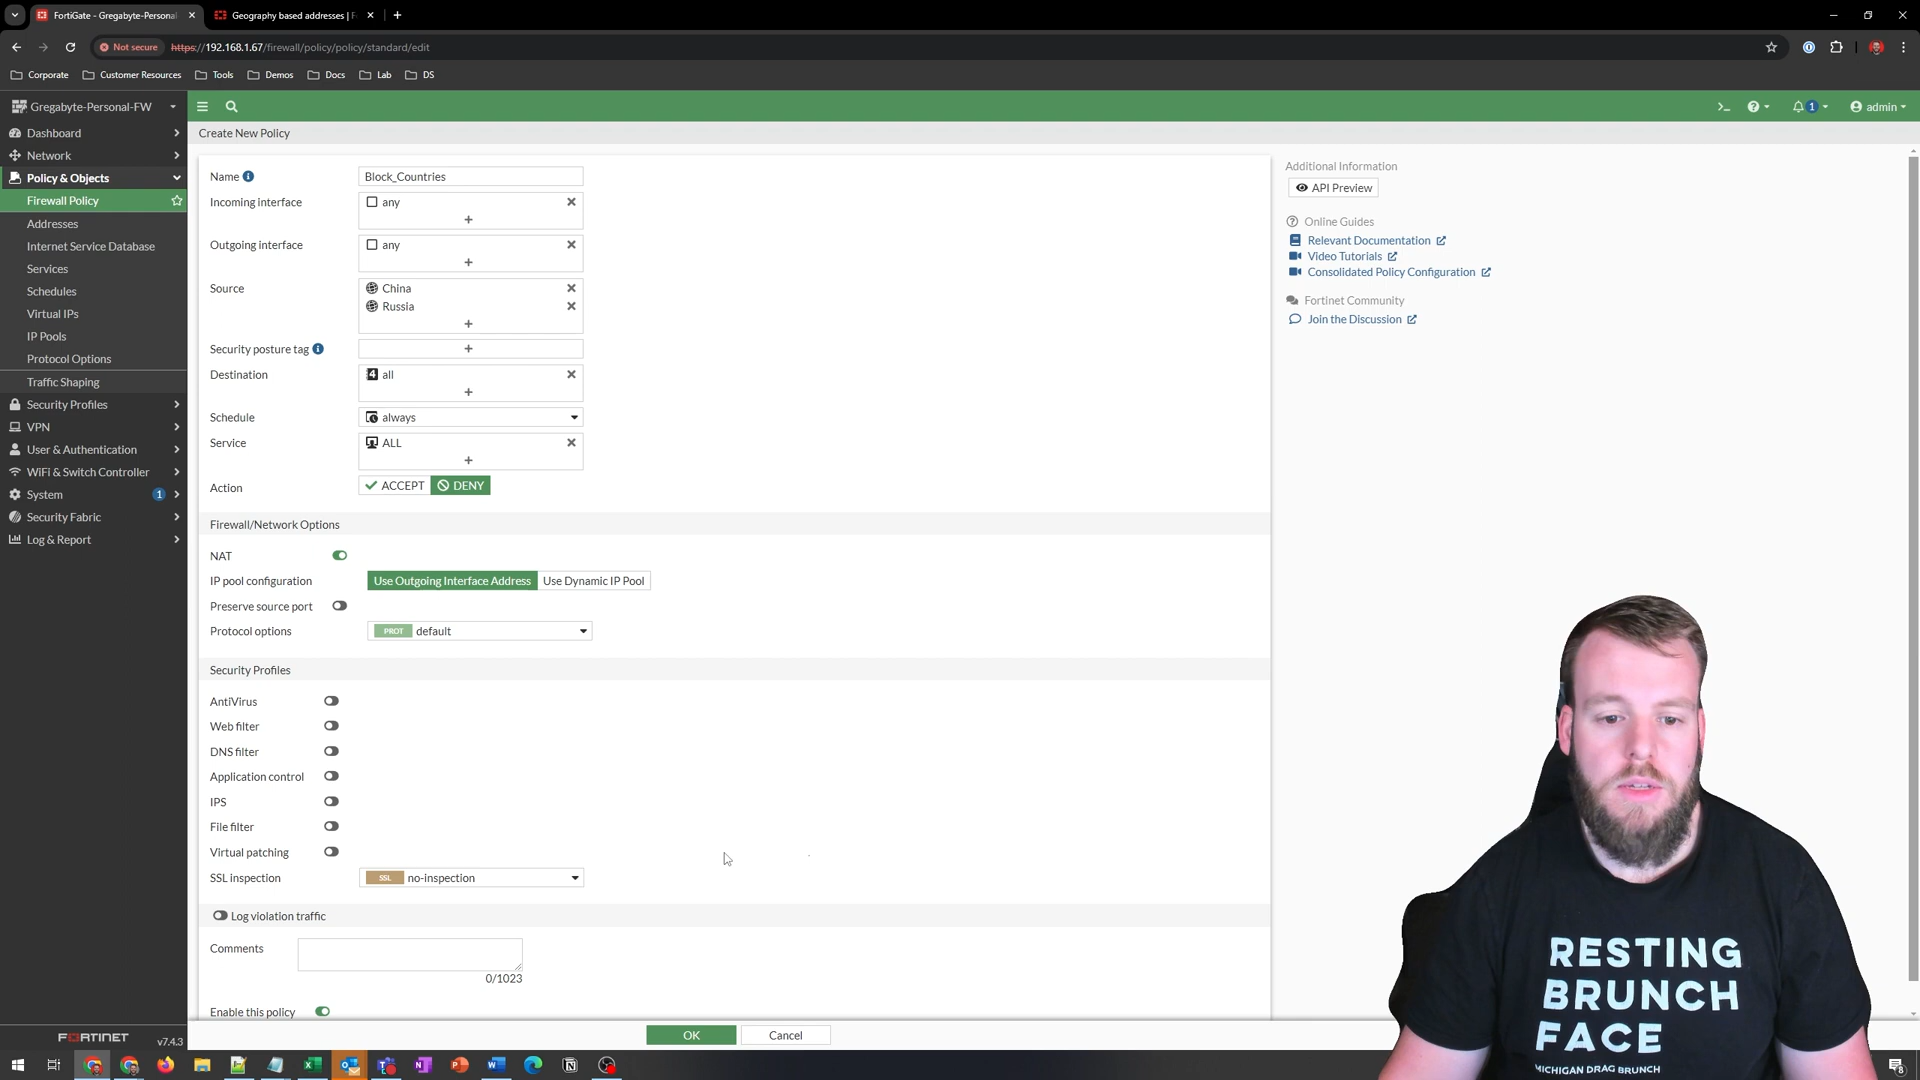 FortiGate - Gregabyte-Personal
Geography based addresses | F
Not secure
https://192.168.1.67/firewall/policy/policy/standard/edit
Corporate
Customer Resources
Tools
Demos
Docs
Lab
DS
Gregabyte-Personal-FW
1
admin
Dashboard
Network
Policy & Objects
Firewall Policy
Addresses
Internet Service Database
Services
Schedules
Virtual IPs
IP Pools
Protocol Options
Traffic Shaping
Security Profiles
VPN
User & Authentication
WiFi & Switch Controller
System 1
Security Fabric
Log & Report
FORTINET v7.4.3
Create New Policy
Name Block_Countries
Incoming interface any
Outgoing interface any
Source China
Russia
Security posture tag
Destination 4 all
Schedule always
Service ALL
Action ACCEPT DENY
Firewall/Network Options
NAT
IP pool configuration Use Outgoing Interface Address Use Dynamic IP Pool
Preserve source port
Protocol options PROT default
Security Profiles
AntiVirus
Web filter
DNS filter
Application control
IPS
File filter
Virtual patching
SSL inspection SSL no-inspection
Log violation traffic
Comments
0/1023
Enable this policy
OK Cancel
Additional Information
API Preview
Online Guides
Relevant Documentation
Video Tutorials
Consolidated Policy Configuration
Fortinet Community
Join the Discussion
RESTING
BRUNCH
FACE
MICHIGAN DRAG BRUNCH
8